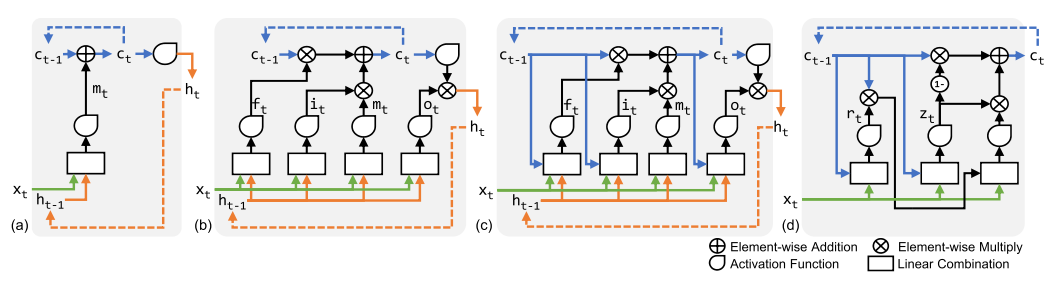 c_{t-1} c_t
m_t
h_t
x_t
h_{t-1}
(a)
c_{t-1} c_t
f_t i_t m_t o_t
h_t
x_t
h_{t-1}
(b)
c_{t-1} c_t
f_t i_t m_t o_t
h_t
x_t
h_{t-1}
(c)
c_{t-1} c_t
1-
r_t z_t
x_t
(d)
Element-wise Addition Element-wise Multiply
Activation Function Linear Combination